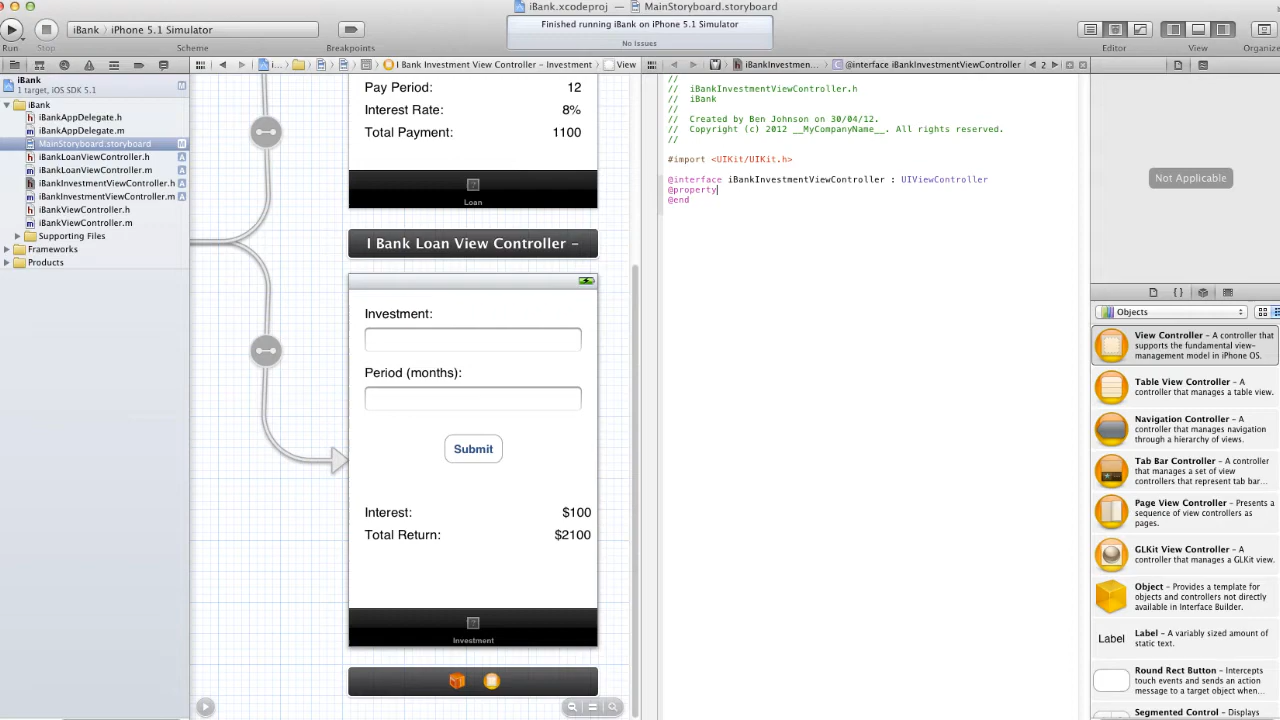 iBank.xcodeproj — MainStoryboard.storyboard
Run
Stop
iBank
iPhone 5.1 Simulator
Scheme
Breakpoints
Finished running iBank on iPhone 5.1 Simulator
No Issues
Editor
View
Organize
i...
I Bank Investment View Controller – Investment
View
iBankInvestmen...
@interface iBankInvestmentViewController
2
iBank
1 target, iOS SDK 5.1
M
iBank
iBankAppDelegate.h
iBankAppDelegate.m
MainStoryboard.storyboard
M
iBankLoanViewController.h
A
iBankLoanViewController.m
A
iBankInvestmentViewController.h
A
iBankInvestmentViewController.m
A
iBankViewController.h
iBankViewController.m
Supporting Files
Frameworks
Products
Pay Period:
12
Interest Rate:
8%
Total Payment:
1100
Loan
I Bank Loan View Controller –
Investment:
Period (months):
Submit
Interest:
$100
Total Return:
$2100
Investment
//
//  iBankInvestmentViewController.h
//  iBank
//
//  Created by Ben Johnson on 30/04/12.
//  Copyright (c) 2012 __MyCompanyName__. All rights reserved.
//
#import <UIKit/UIKit.h>
@interface iBankInvestmentViewController : UIViewController
@property
@end
Not Applicable
{ }
Objects
View Controller – A controller that
supports the fundamental view-
management model in iPhone OS.
Table View Controller – A
controller that manages a table view.
Navigation Controller – A
controller that manages navigation
through a hierarchy of views.
Tab Bar Controller – A controller
that manages a set of view
controllers that represent tab bar...
Page View Controller – Presents a
sequence of view controllers as
pages.
GLKit View Controller – A
controller that manages a GLKit view.
Object – Provides a template for
objects and controllers not directly
available in Interface Builder.
Label
Label – A variably sized amount of
static text.
Round Rect Button – Intercepts
touch events and sends an action
message to a target object when...
Segmented Control – Displays